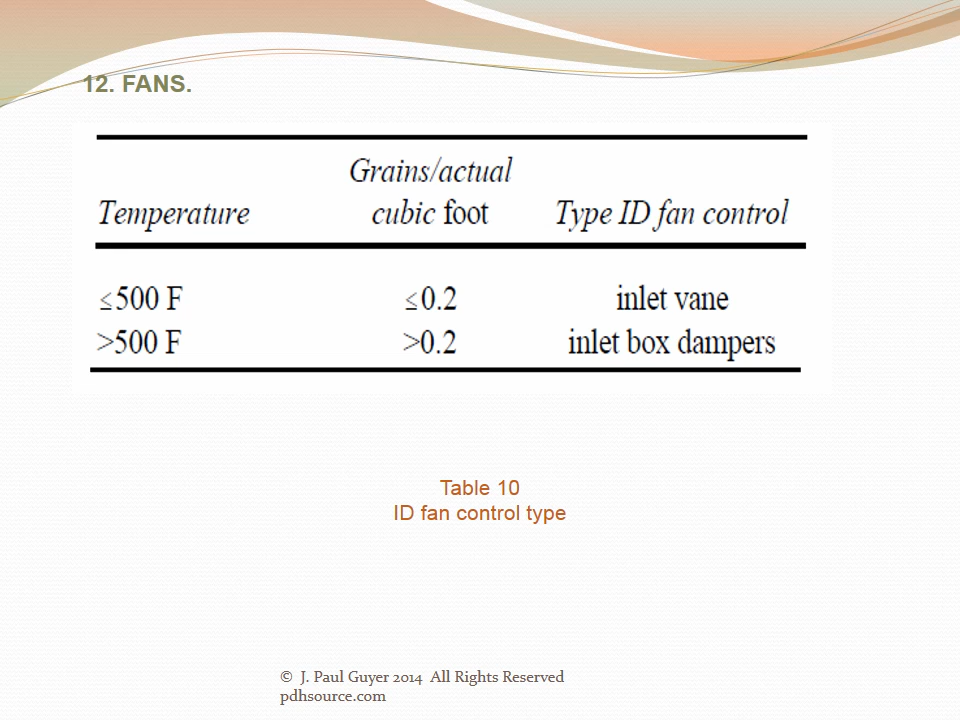 12. FANS.
Grains/actual
Temperature cubic foot Type ID fan control
≤500 F ≤0.2 inlet vane
>500 F >0.2 inlet box dampers
Table 10
ID fan control type
© J. Paul Guyer 2014 All Rights Reserved
pdhsource.com